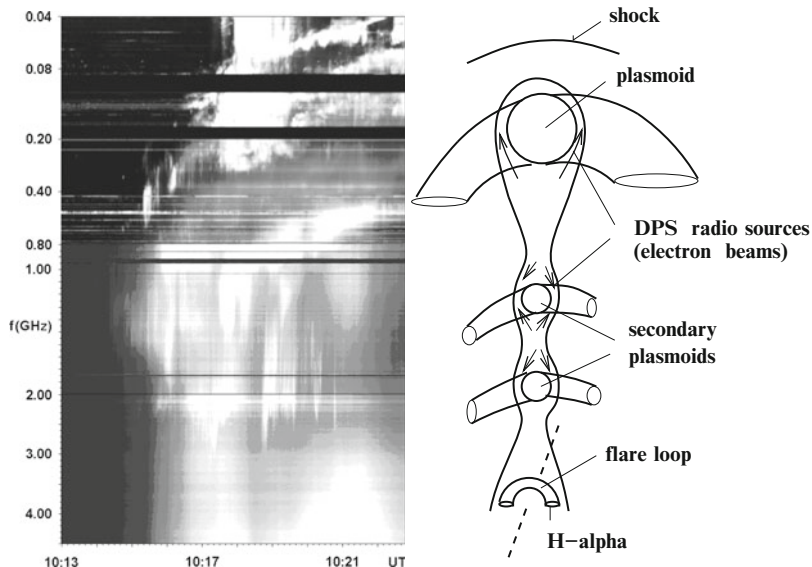 0.04
0.08
0.20
0.40
0.80
1.00
f(GHz)
2.00
3.00
4.00
10:13
10:17
10:21
UT
shock
plasmoid
DPS radio sources
(electron beams)
secondary
plasmoids
flare loop
H-alpha